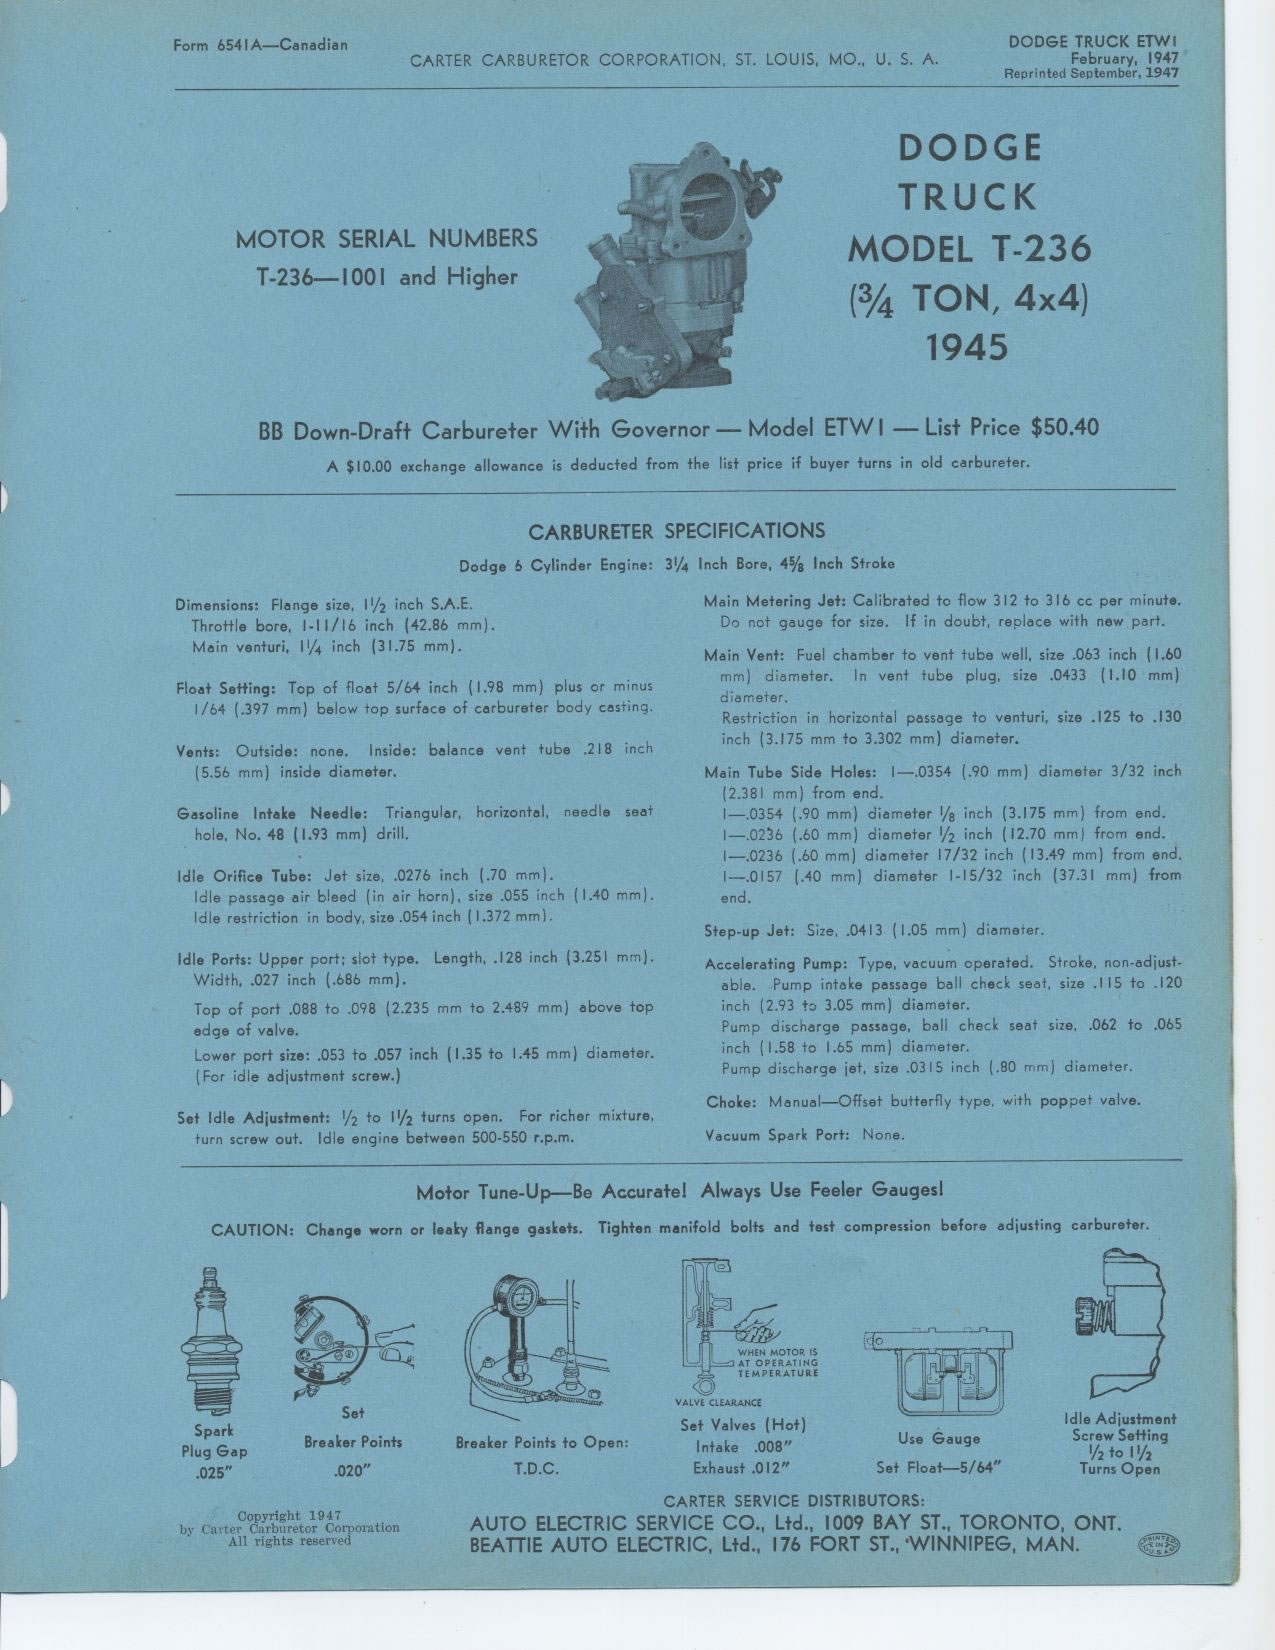 Form 6541A—Canadian
CARTER CARBURETOR CORPORATION, ST. LOUIS, MO., U. S. A.
DODGE TRUCK ETW1
February, 1947
Reprinted September, 1947
DODGE
TRUCK
MODEL T-236
(¾ TON, 4x4)
1945
MOTOR SERIAL NUMBERS
T-236—1001 and Higher
BB Down-Draft Carbureter With Governor — Model ETW1 — List Price $50.40
A $10.00 exchange allowance is deducted from the list price if buyer turns in old carbureter.
CARBURETER SPECIFICATIONS
Dodge 6 Cylinder Engine: 3¼ Inch Bore, 4⅝ Inch Stroke
Dimensions: Flange size, 1½ inch S.A.E.
Throttle bore, 1-11/16 inch (42.86 mm).
Main venturi, 1¼ inch (31.75 mm).
Float Setting: Top of float 5/64 inch (1.98 mm) plus or minus
1/64 (.397 mm) below top surface of carbureter body casting.
Vents: Outside: none. Inside: balance vent tube .218 inch
(5.56 mm) inside diameter.
Gasoline Intake Needle: Triangular, horizontal, needle seat
hole, No. 48 (1.93 mm) drill.
Idle Orifice Tube: Jet size, .0276 inch (.70 mm).
Idle passage air bleed (in air horn), size .055 inch (1.40 mm).
Idle restriction in body, size .054 inch (1.372 mm).
Idle Ports: Upper port; slot type. Length, .128 inch (3.251 mm).
Width, .027 inch (.686 mm).
Top of port .088 to .098 (2.235 mm to 2.489 mm) above top
edge of valve.
Lower port size: .053 to .057 inch (1.35 to 1.45 mm) diameter.
(For idle adjustment screw.)
Set Idle Adjustment: ½ to 1½ turns open. For richer mixture,
turn screw out. Idle engine between 500-550 r.p.m.
Main Metering Jet: Calibrated to flow 312 to 316 cc per minute.
Do not gauge for size. If in doubt, replace with new part.
Main Vent: Fuel chamber to vent tube well, size .063 inch (1.60
mm) diameter. In vent tube plug, size .0433 (1.10 mm)
diameter.
Restriction in horizontal passage to venturi, size .125 to .130
inch (3.175 mm to 3.302 mm) diameter.
Main Tube Side Holes: 1—.0354 (.90 mm) diameter 3/32 inch
(2.381 mm) from end.
1—.0354 (.90 mm) diameter ⅛ inch (3.175 mm) from end.
1—.0236 (.60 mm) diameter ½ inch (12.70 mm) from end.
1—.0236 (.60 mm) diameter 17/32 inch (13.49 mm) from end.
1—.0157 (.40 mm) diameter 1-15/32 inch (37.31 mm) from
end.
Step-up Jet: Size, .0413 (1.05 mm) diameter.
Accelerating Pump: Type, vacuum operated. Stroke, non-adjust-
able. Pump intake passage ball check seat, size .115 to .120
inch (2.93 to 3.05 mm) diameter.
Pump discharge passage, ball check seat size, .062 to .065
inch (1.58 to 1.65 mm) diameter.
Pump discharge jet, size .0315 inch (.80 mm) diameter.
Choke: Manual—Offset butterfly type, with poppet valve.
Vacuum Spark Port: None.
Motor Tune-Up—Be Accurate! Always Use Feeler Gauges!
CAUTION: Change worn or leaky flange gaskets. Tighten manifold bolts and test compression before adjusting carbureter.
Spark
Plug Gap
.025"
Set
Breaker Points
.020"
Breaker Points to Open:
T.D.C.
WHEN MOTOR IS
AT OPERATING
TEMPERATURE
VALVE CLEARANCE
Set Valves (Hot)
Intake .008"
Exhaust .012"
Use Gauge
Set Float—5/64"
Idle Adjustment
Screw Setting
½ to 1½
Turns Open
Copyright 1947
by Carter Carburetor Corporation
All rights reserved
CARTER SERVICE DISTRIBUTORS:
AUTO ELECTRIC SERVICE CO., Ltd., 1009 BAY ST., TORONTO, ONT.
BEATTIE AUTO ELECTRIC, Ltd., 176 FORT ST., WINNIPEG, MAN.
PRINTED
IN
U.S.A.